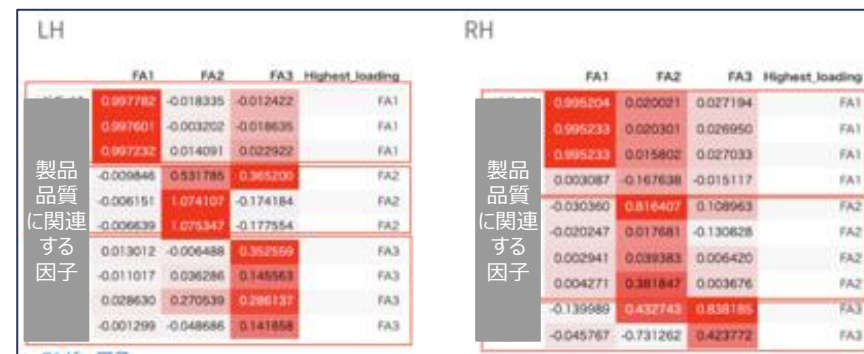 LH
FA1 FA2 FA3 Highest_loading
0.997782 -0.018335 -0.012422 FA1
0.997601 -0.003202 -0.018635 FA1
0.997232 0.014091 0.022922 FA1
-0.009846 0.531785 0.365200 FA2
-0.006151 1.074107 -0.174184 FA2
-0.006639 1.075347 -0.177554 FA2
0.013012 -0.006488 0.352559 FA3
-0.011017 0.036286 0.145563 FA3
0.028630 0.270539 0.286137 FA3
-0.001299 -0.048686 0.141658 FA3
製品
品質
に関連
する
因子
RH
FA1 FA2 FA3 Highest_loading
0.995204 0.020021 0.027194 FA1
0.995233 0.020301 0.026950 FA1
0.995233 0.015802 0.027033 FA1
0.003087 -0.167638 -0.015117 FA1
-0.030360 0.816407 0.108963 FA2
-0.020247 0.017681 -0.130828 FA2
0.002941 0.039383 0.006420 FA2
0.004271 0.381847 0.003676 FA2
-0.139989 0.432743 0.838185 FA3
-0.045767 -0.731262 0.423772 FA3
製品
品質
に関連
する
因子